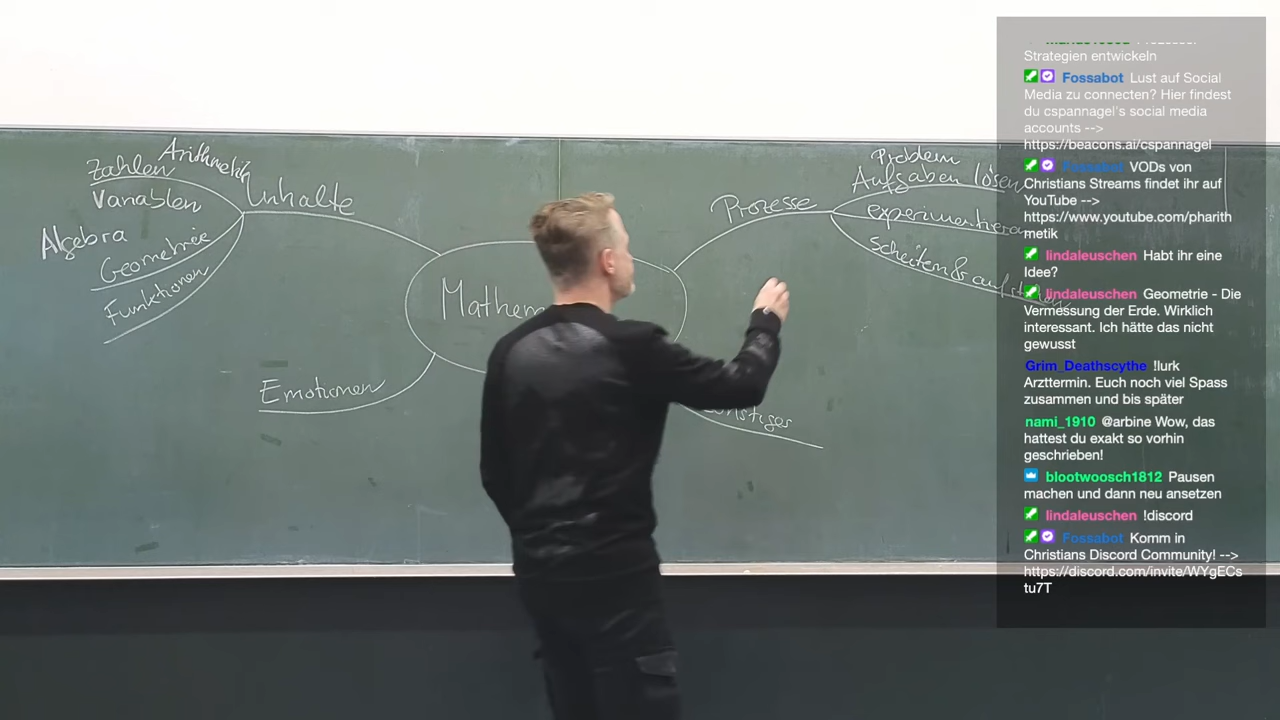 Zahlen
Arithmetik
Variablen
Algebra
Geometrie
Funktionen
Inhalte
Emotionen
Mathem
Prozesse
Problem
Aufgaben lösen
experimentieren
Scheitern & aufstehen
onstiges
Strategien entwickeln
Fossabot Lust auf Social
Media zu connecten? Hier findest
du cspannagel's social media
accounts -->
https://beacons.ai/cspannagel
Fossabot VODs von
Christians Streams findet ihr auf
YouTube -->
https://www.youtube.com/pharith
metik
lindaleuschen Habt ihr eine
Idee?
lindaleuschen Geometrie - Die
Vermessung der Erde. Wirklich
interessant. Ich hätte das nicht
gewusst
Grim_Deathscythe !lurk
Arzttermin. Euch noch viel Spass
zusammen und bis später
nami_1910 @arbine Wow, das
hattest du exakt so vorhin
geschrieben!
blootwoosch1812 Pausen
machen und dann neu ansetzen
lindaleuschen !discord
Fossabot Komm in
Christians Discord Community! -->
https://discord.com/invite/WYgECs
tu7T